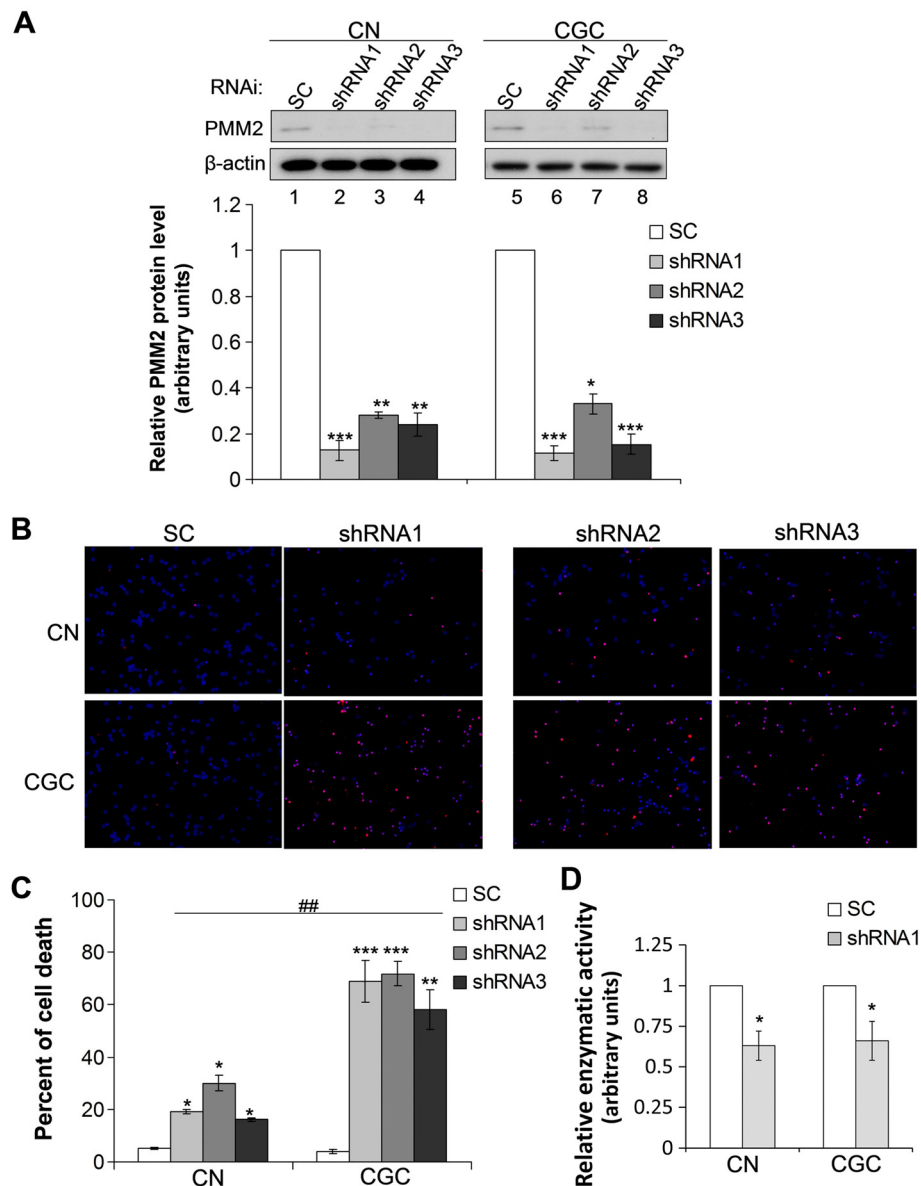 A
CN CGC
RNAi: SC shRNA1 shRNA2 shRNA3 SC shRNA1 shRNA2 shRNA3
PMM2
β-actin
1 2 3 4 5 6 7 8
Relative PMM2 protein level
(arbitrary units)
1.2
1
0.8
0.6
0.4
0.2
0
*** ** ** *** * ***
SC
shRNA1
shRNA2
shRNA3
B
SC shRNA1 shRNA2 shRNA3
CN
CGC
C
Percent of cell death
100
80
60
40
20
0
##
* * * *** *** **
SC
shRNA1
shRNA2
shRNA3
CN CGC
D
Relative enzymatic activity
(arbitrary units)
1.25
1
0.75
0.5
0.25
0
* *
SC
shRNA1
CN CGC